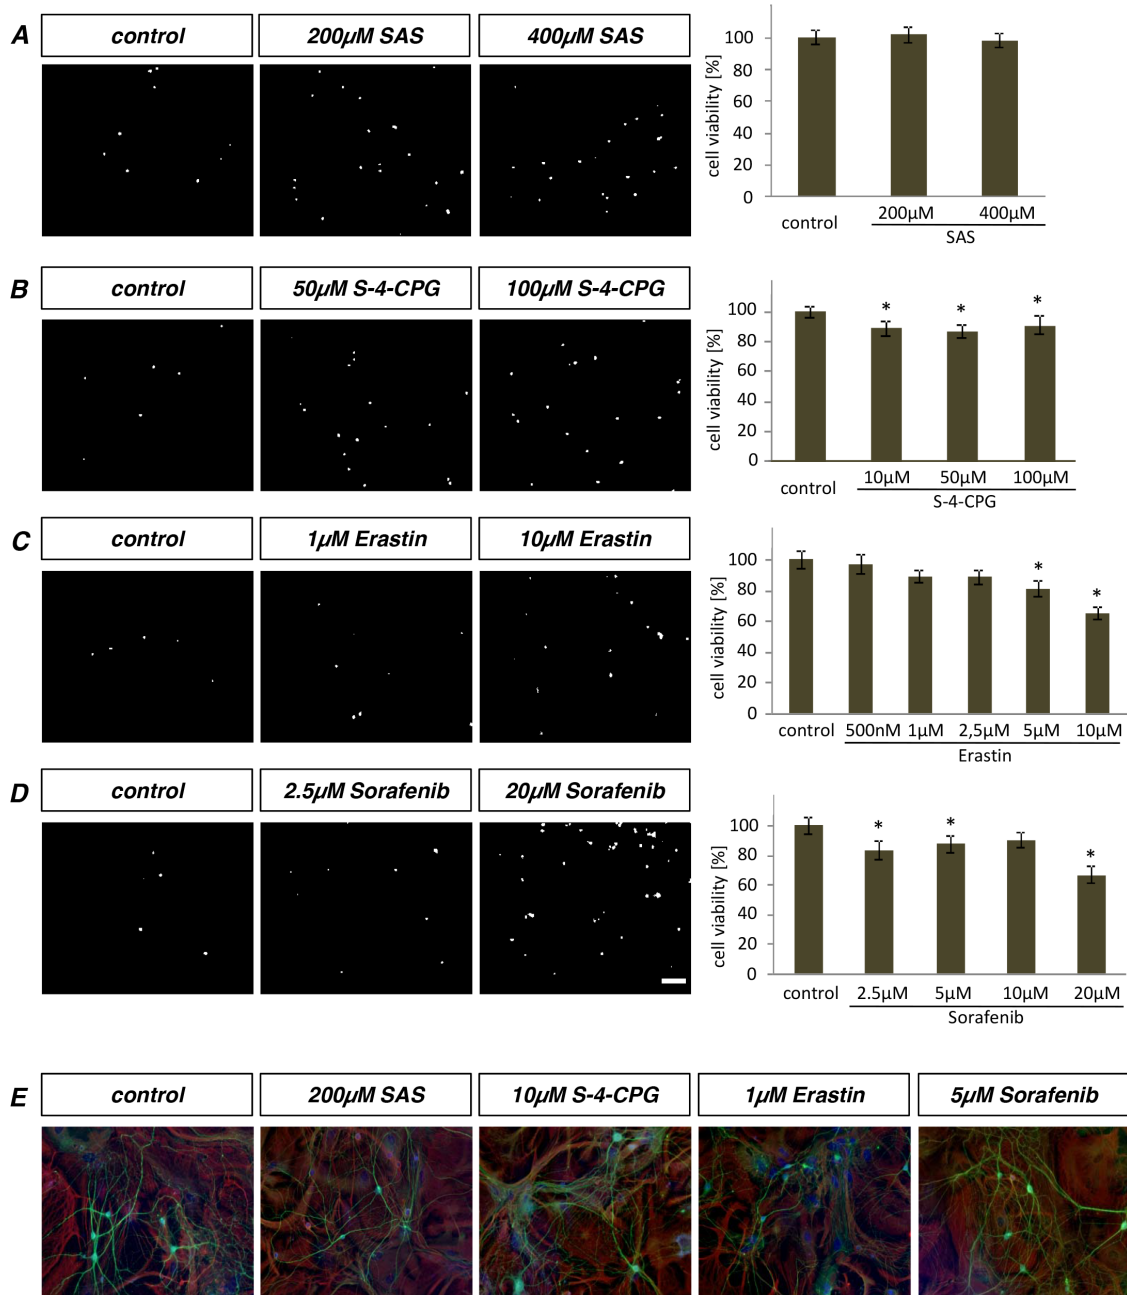 A control 200µM SAS 400µM SAS
cell viability [%]
100
80
60
40
20
0
control 200µM 400µM
SAS
B control 50µM S-4-CPG 100µM S-4-CPG
cell viability [%]
100
80
60
40
20
0
* * *
control 10µM 50µM 100µM
S-4-CPG
C control 1µM Erastin 10µM Erastin
cell viability [%]
100
80
60
40
20
0
* *
control 500nM 1µM 2,5µM 5µM 10µM
Erastin
D control 2.5µM Sorafenib 20µM Sorafenib
cell viability [%]
100
80
60
40
20
0
* * *
control 2.5µM 5µM 10µM 20µM
Sorafenib
E control 200µM SAS 10µM S-4-CPG 1µM Erastin 5µM Sorafenib